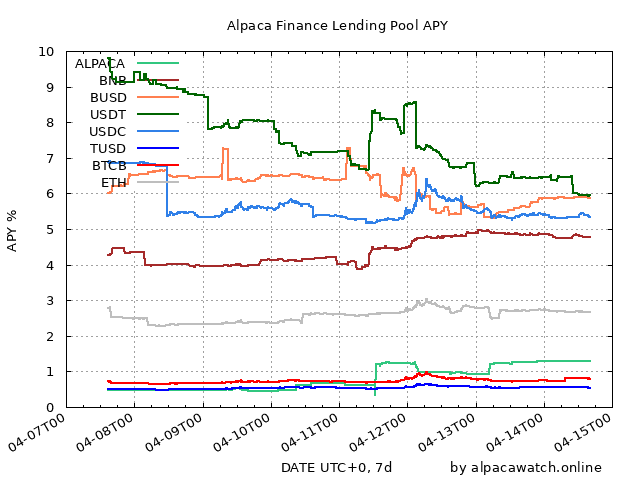 Alpaca Finance Lending Pool APY
10
9
8
7
6
5
4
3
2
1
0
APY %
ALPACA
BNB
BUSD
USDT
USDC
TUSD
BTCB
ETH
04-07T00
04-08T00
04-09T00
04-10T00
04-11T00
04-12T00
04-13T00
04-14T00
04-15T00
DATE UTC+0, 7d
by alpacawatch.online